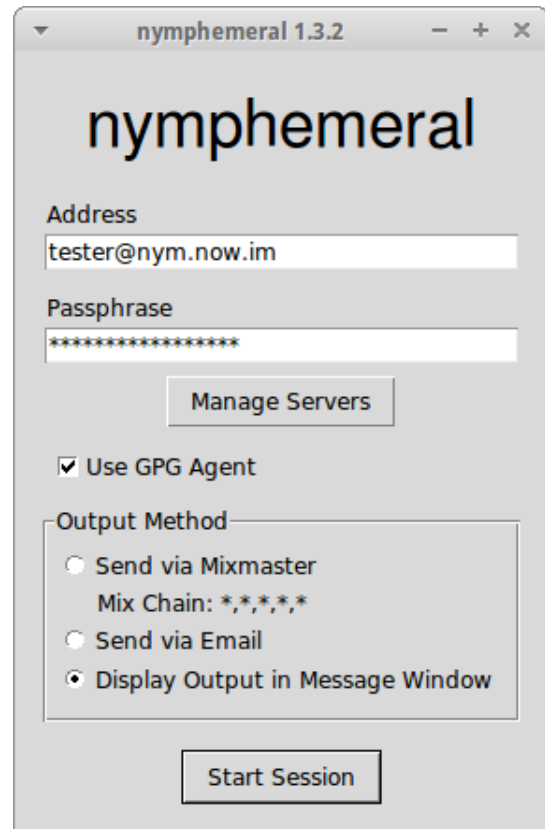 nymphemeral 1.3.2
nymphemeral
Address
tester@nym.now.im
Passphrase
*****************
Manage Servers
Use GPG Agent
Output Method
Send via Mixmaster
Mix Chain: *,*,*,*,*
Send via Email
Display Output in Message Window
Start Session